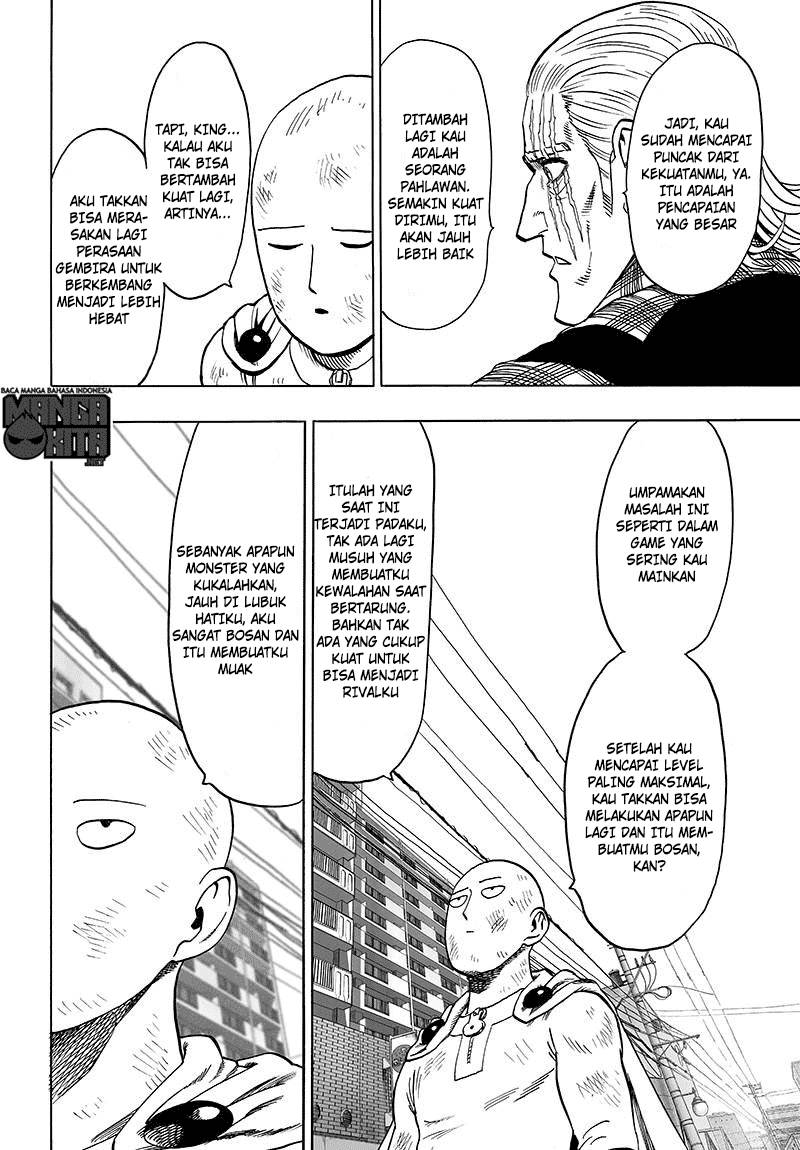 JADI, KAU
SUDAH MENCAPAI
PUNCAK DARI
KEKUATANMU, YA.
ITU ADALAH
PENCAPAIAN
YANG BESAR
DITAMBAH
LAGI KAU
ADALAH
SEORANG
PAHLAWAN.
SEMAKIN KUAT
DIRIMU, ITU
AKAN JAUH
LEBIH BAIK
TAPI, KING...
KALAU AKU
TAK BISA
BERTAMBAH
KUAT LAGI,
ARTINYA...
AKU TAKKAN
BISA MERA-
SAKAN LAGI
PERASAAN
GEMBIRA UNTUK
BERKEMBANG
MENJADI LEBIH
HEBAT
BACA MANGA BAHASA INDONESIA
MANGA
KITA
.NET
UMPAMAKAN
MASALAH INI
SEPERTI DALAM
GAME YANG
SERING KAU
MAINKAN
SETELAH KAU
MENCAPAI LEVEL
PALING MAKSIMAL,
KAU TAKKAN BISA
MELAKUKAN APAPUN
LAGI DAN ITU MEM-
BUATMU BOSAN,
KAN?
ITULAH YANG
SAAT INI
TERJADI PADAKU,
TAK ADA LAGI
MUSUH YANG
MEMBUATKU
KEWALAHAN SAAT
BERTARUNG.
BAHKAN TAK
ADA YANG CUKUP
KUAT UNTUK
BISA MENJADI
RIVALKU
SEBANYAK APAPUN
MONSTER YANG
KUKALAHKAN,
JAUH DI LUBUK
HATIKU, AKU
SANGAT BOSAN DAN
ITU MEMBUATKU
MUAK